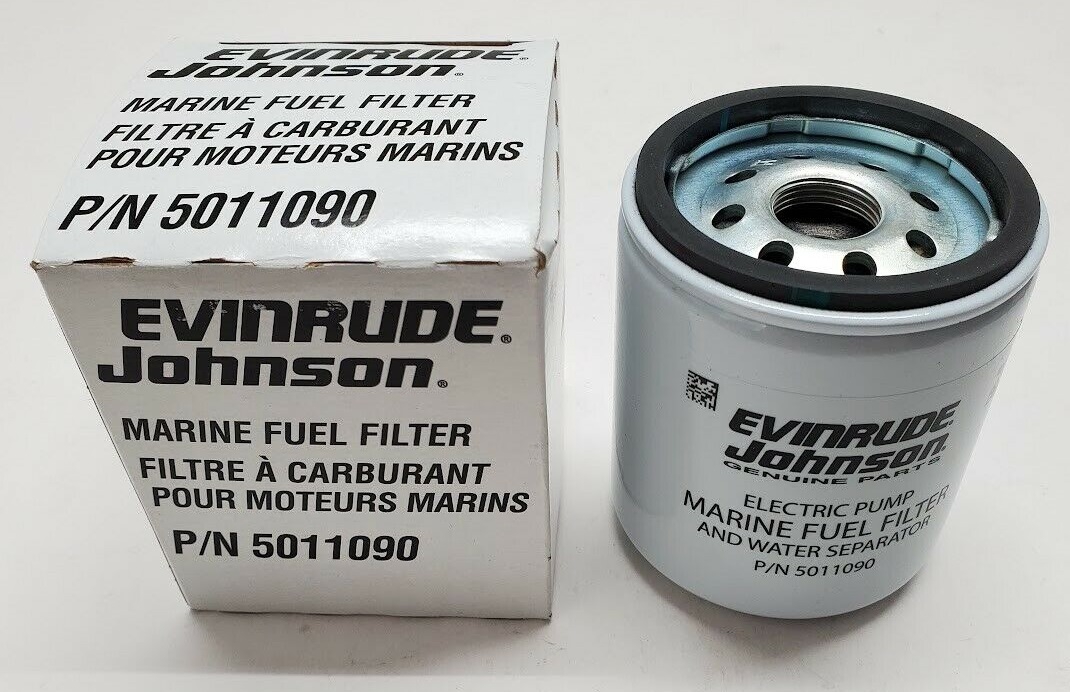 EVINRUDE®
Johnson®
MARINE FUEL FILTER
FILTRE À CARBURANT
POUR MOTEURS MARINS
P/N 5011090
EVINRUDE®
Johnson®
MARINE FUEL FILTER
FILTRE À CARBURANT
POUR MOTEURS MARINS
P/N 5011090
EVINRUDE
Johnson
GENUINE PARTS
ELECTRIC PUMP
MARINE FUEL FILTER
AND WATER SEPARATOR
P/N 5011090